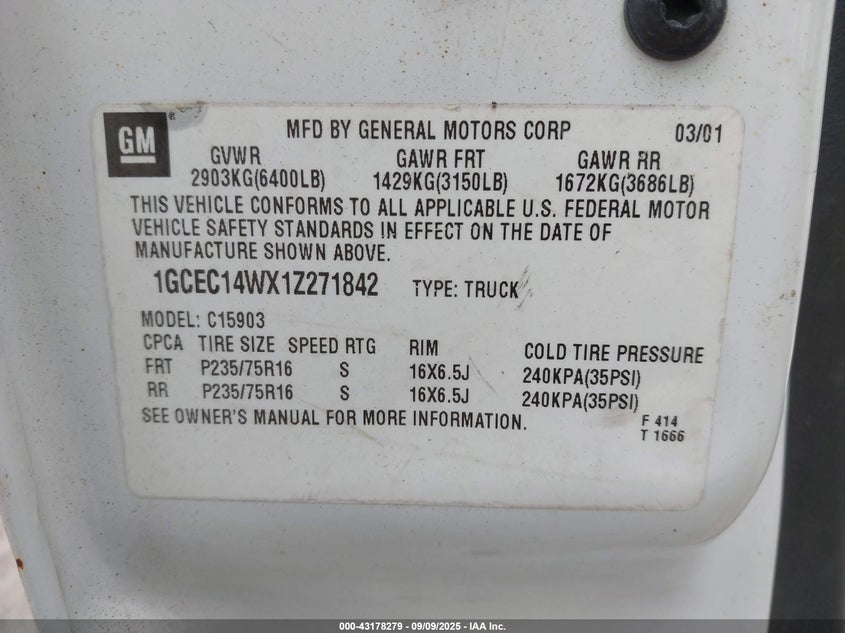 GM
MFD BY GENERAL MOTORS CORP 03/01
GVWR GAWR FRT GAWR RR
2903KG(6400LB) 1429KG(3150LB) 1672KG(3686LB)
THIS VEHICLE CONFORMS TO ALL APPLICABLE U.S. FEDERAL MOTOR
VEHICLE SAFETY STANDARDS IN EFFECT ON THE DATE OF
MANUFACTURE SHOWN ABOVE.
1GCEC14WX1Z271842 TYPE: TRUCK
MODEL: C15903
CPCA TIRE SIZE SPEED RTG RIM COLD TIRE PRESSURE
FRT P235/75R16 S 16X6.5J 240KPA(35PSI)
RR P235/75R16 S 16X6.5J 240KPA(35PSI)
SEE OWNER'S MANUAL FOR MORE INFORMATION.
F 414
T 1666
000-43178279 - 09/09/2025 - IAA Inc.